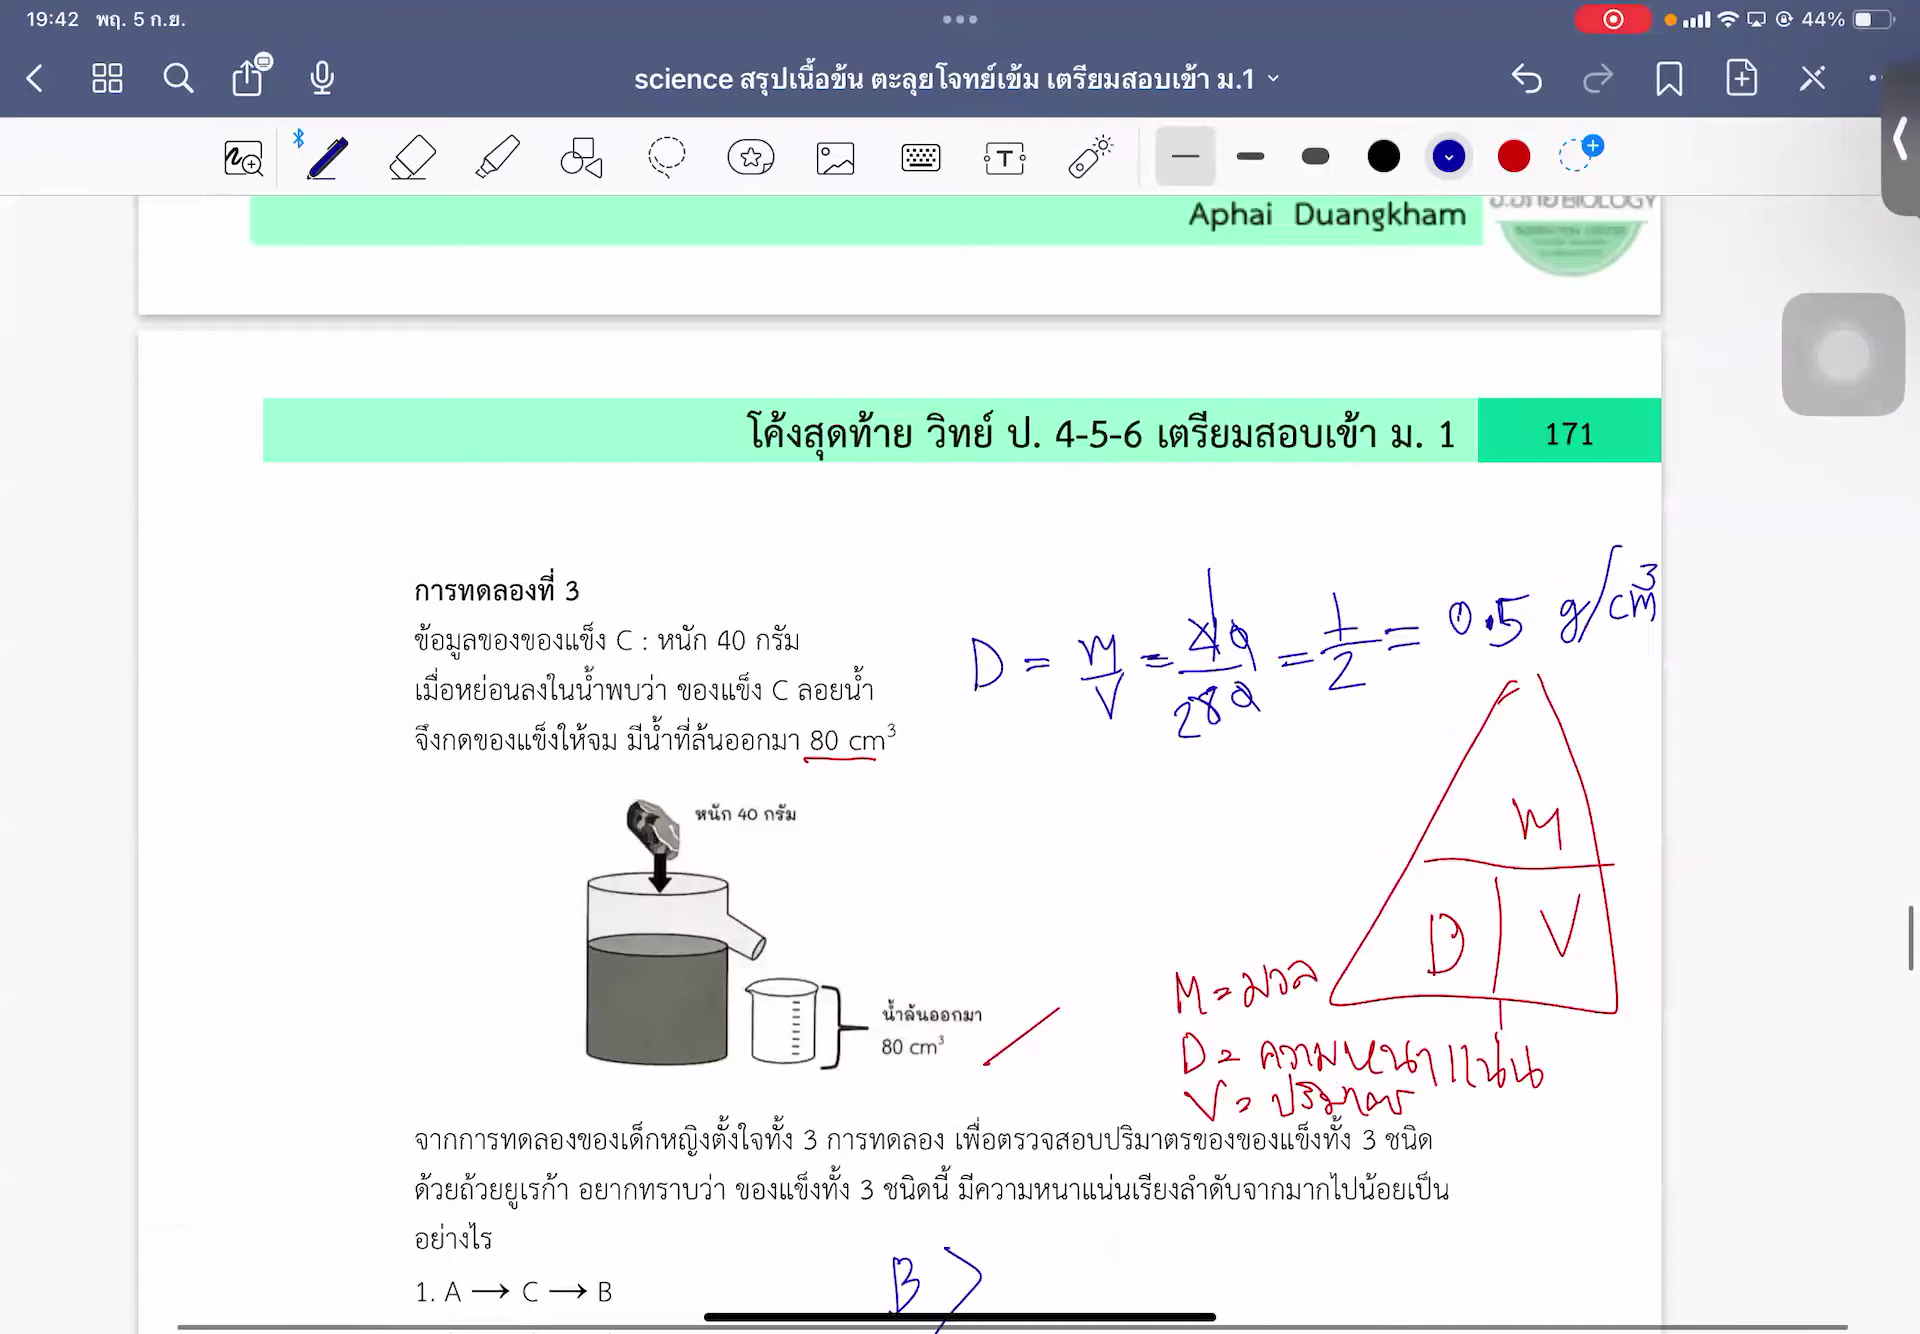 19:42 พฤ. 5 ก.ย.
44%
science สรุปเนื้อข้น ตะลุยโจทย์เข้ม เตรียมสอบเข้า ม.1
Aphai Duangkham
BIOLOGY
โค้งสุดท้าย วิทย์ ป. 4-5-6 เตรียมสอบเข้า ม. 1
171
การทดลองที่ 3
ข้อมูลของของแข็ง C : หนัก 40 กรัม
เมื่อหย่อนลงในน้ำพบว่า ของแข็ง C ลอยน้ำ
จึงกดของแข็งให้จม มีน้ำที่ล้นออกมา 80 cm³
D = m/V = 40/80 = 1/2 = 0.5 g/cm³
หนัก 40 กรัม
M
D V
น้ำล้นออกมา
80 cm³
M = มวล
D = ความหนาแน่น
V = ปริมาตร
จากการทดลองของเด็กหญิงตั้งใจทั้ง 3 การทดลอง เพื่อตรวจสอบปริมาตรของของแข็งทั้ง 3 ชนิด
ด้วยถ้วยยูเรก้า อยากทราบว่า ของแข็งทั้ง 3 ชนิดนี้ มีความหนาแน่นเรียงลำดับจากมากไปน้อยเป็น
อย่างไร
1. A → C → B
B >